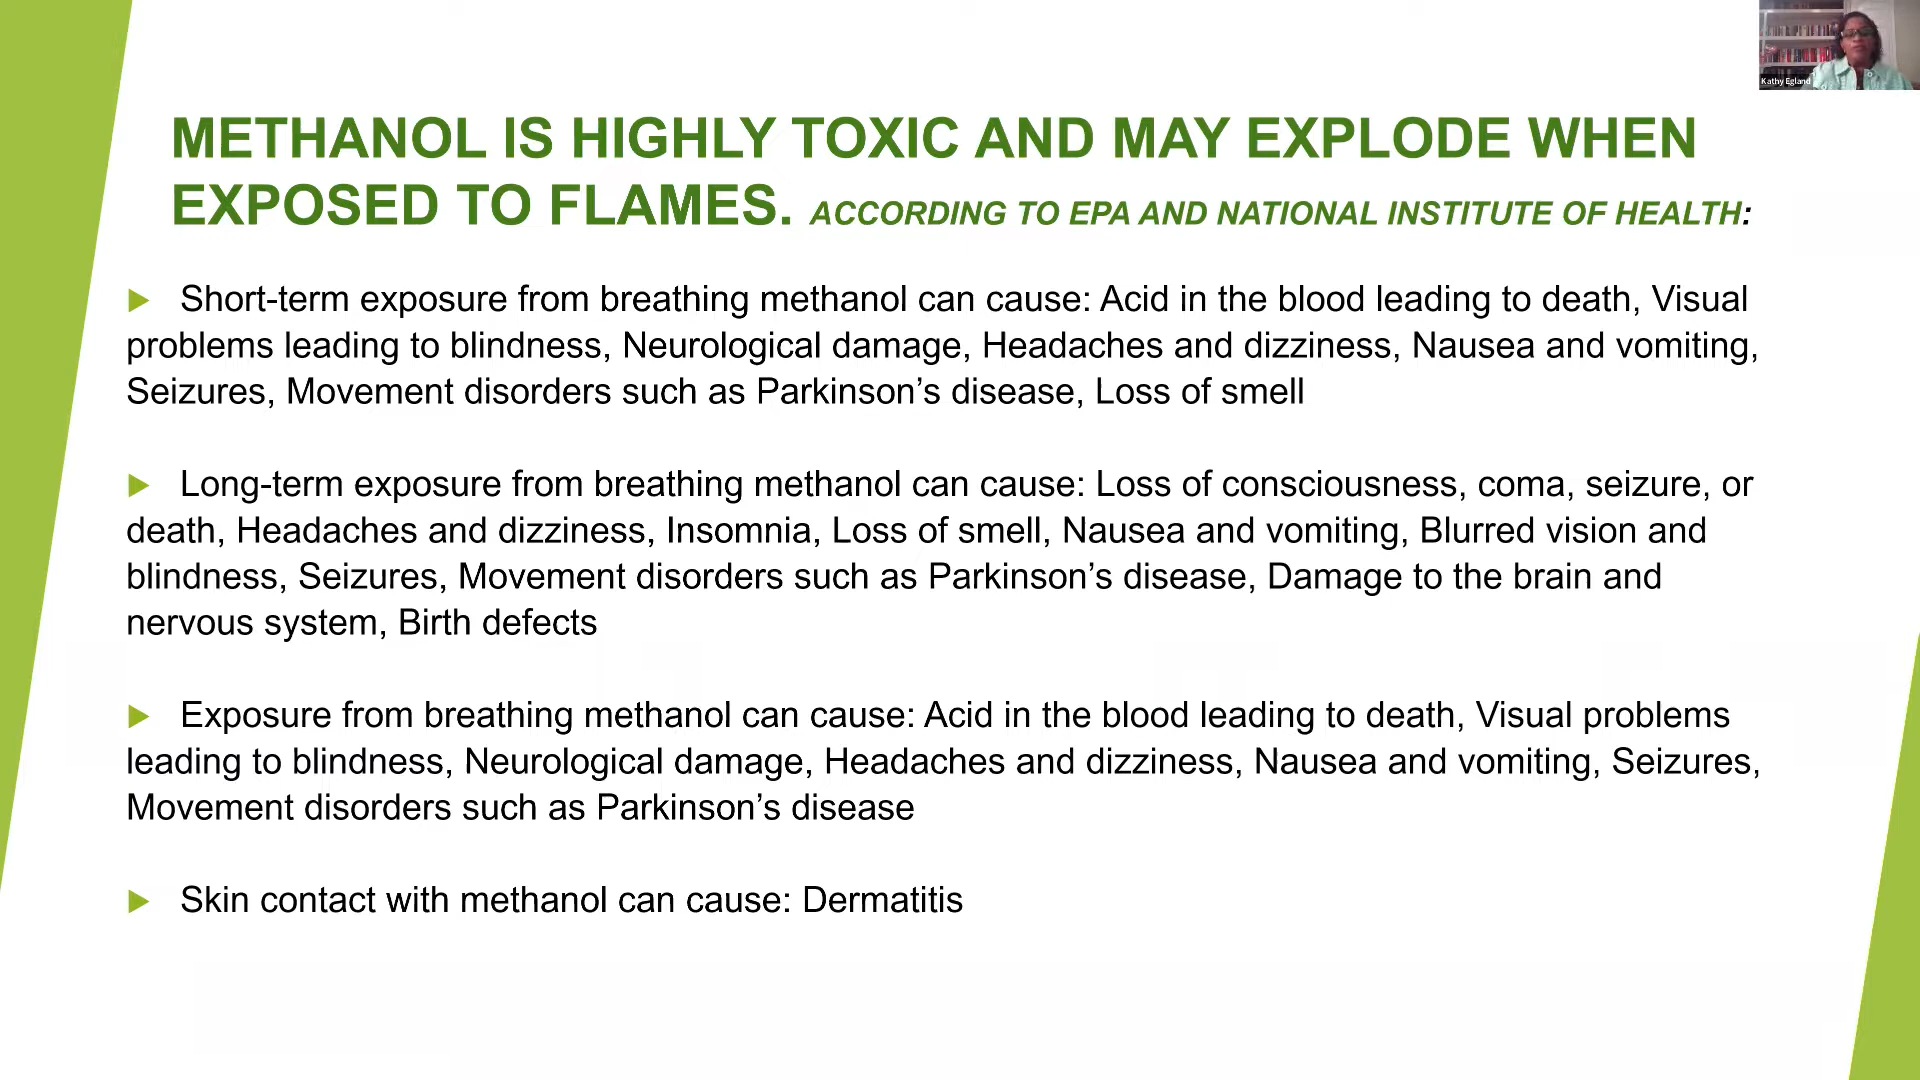 Kathy Egland
METHANOL IS HIGHLY TOXIC AND MAY EXPLODE WHEN
EXPOSED TO FLAMES. ACCORDING TO EPA AND NATIONAL INSTITUTE OF HEALTH:
Short-term exposure from breathing methanol can cause: Acid in the blood leading to death, Visual
problems leading to blindness, Neurological damage, Headaches and dizziness, Nausea and vomiting,
Seizures, Movement disorders such as Parkinson’s disease, Loss of smell
Long-term exposure from breathing methanol can cause: Loss of consciousness, coma, seizure, or
death, Headaches and dizziness, Insomnia, Loss of smell, Nausea and vomiting, Blurred vision and
blindness, Seizures, Movement disorders such as Parkinson’s disease, Damage to the brain and
nervous system, Birth defects
Exposure from breathing methanol can cause: Acid in the blood leading to death, Visual problems
leading to blindness, Neurological damage, Headaches and dizziness, Nausea and vomiting, Seizures,
Movement disorders such as Parkinson’s disease
Skin contact with methanol can cause: Dermatitis